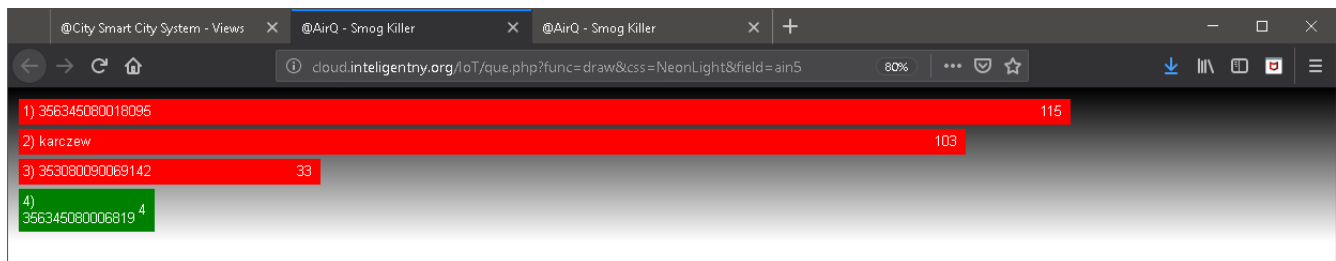 @City Smart City System - Views
@AirQ - Smog Killer
@AirQ - Smog Killer
cloud.inteligentny.org/IoT/que.php?func=draw&css=NeonLight&field=ain5 80%
1) 356345080018095 115
2) karczew 103
3) 353080090069142 33
4)
356345080006819 4